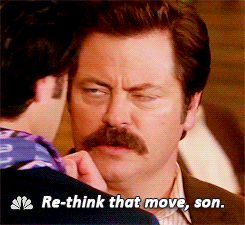 Re-think that move, son.